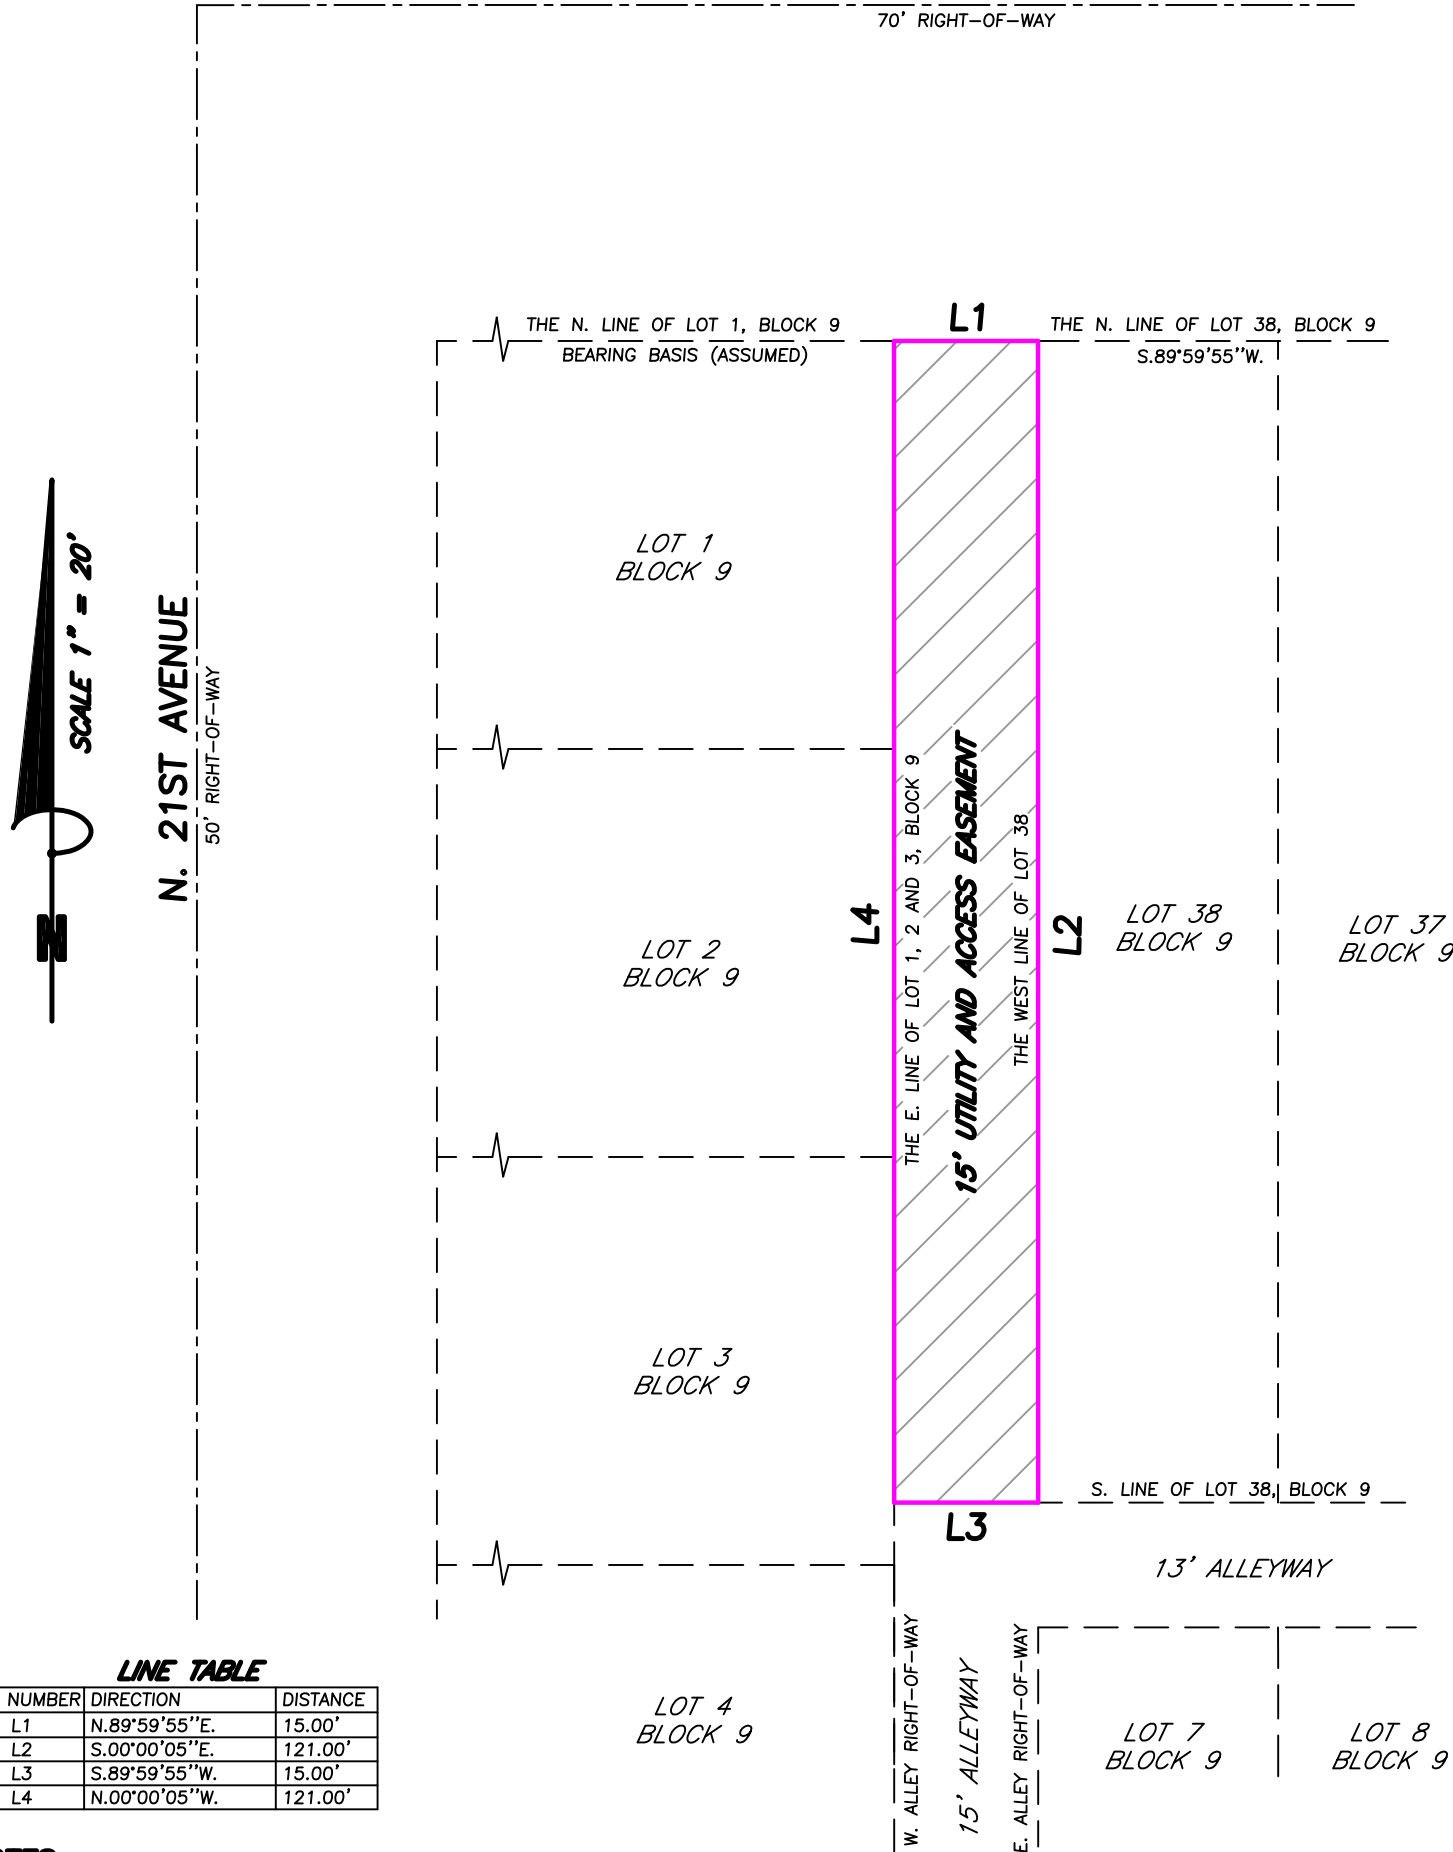 70' RIGHT-OF-WAY
THE N. LINE OF LOT 1, BLOCK 9
L1
THE N. LINE OF LOT 38, BLOCK 9
BEARING BASIS (ASSUMED)
S.89°59'55''W.
SCALE 1" = 20'
N
N. 21ST AVENUE
50' RIGHT-OF-WAY
LOT 1
BLOCK 9
LOT 2
BLOCK 9
LOT 3
BLOCK 9
L4
THE E. LINE OF LOT 1, 2 AND 3, BLOCK 9
15' UTILITY AND ACCESS EASEMENT
THE WEST LINE OF LOT 38
L2
LOT 38
BLOCK 9
LOT 37
BLOCK 9
S. LINE OF LOT 38, BLOCK 9
L3
13' ALLEYWAY
LOT 4
BLOCK 9
W. ALLEY RIGHT-OF-WAY
15' ALLEYWAY
E. ALLEY RIGHT-OF-WAY
LOT 7
BLOCK 9
LOT 8
BLOCK 9
LINE TABLE
NUMBER DIRECTION DISTANCE
L1 N.89°59'55''E. 15.00'
L2 S.00°00'05''E. 121.00'
L3 S.89°59'55''W. 15.00'
L4 N.00°00'05''W. 121.00'